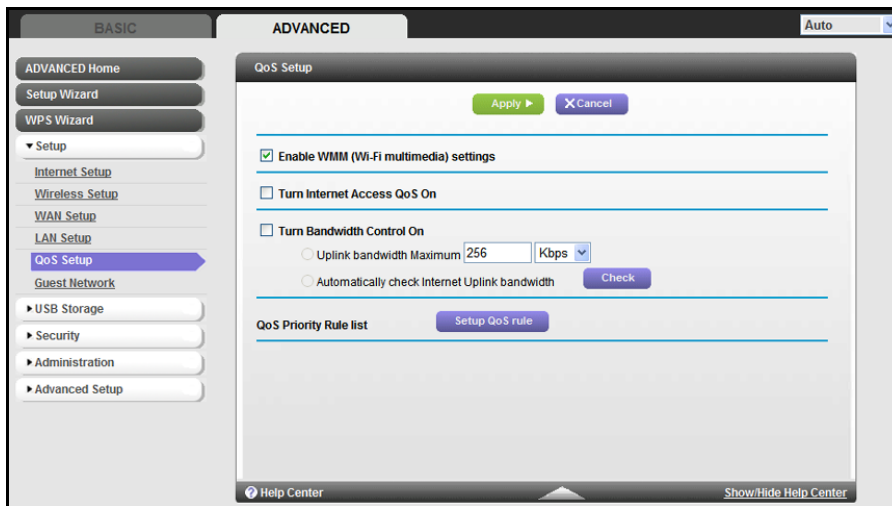 BASIC
ADVANCED
Auto
ADVANCED Home
Setup Wizard
WPS Wizard
Setup
Internet Setup
Wireless Setup
WAN Setup
LAN Setup
QoS Setup
Guest Network
USB Storage
Security
Administration
Advanced Setup
QoS Setup
Apply
Cancel
Enable WMM (Wi-Fi multimedia) settings
Turn Internet Access QoS On
Turn Bandwidth Control On
Uplink bandwidth Maximum 256 Kbps
Automatically check Internet Uplink bandwidth Check
QoS Priority Rule list Setup QoS rule
Help Center Show/Hide Help Center